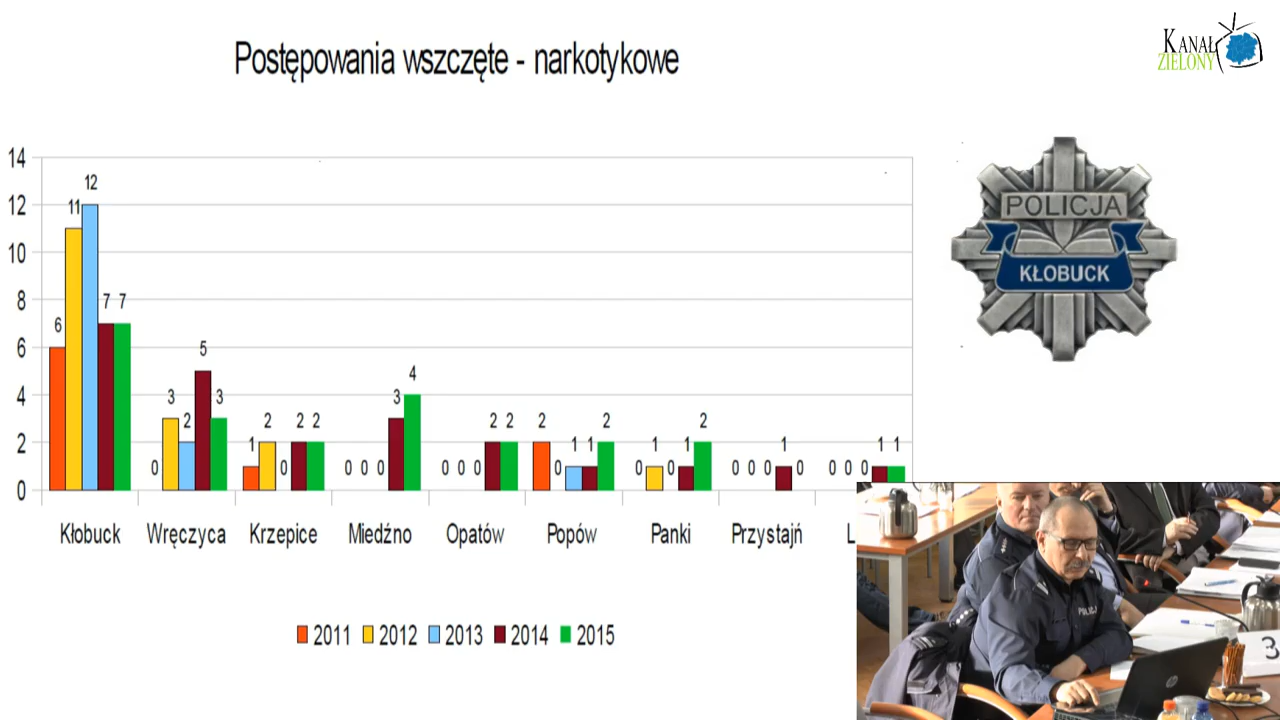 Postępowania wszczęte - narkotykowe
KANAŁ
ZIELONY
14
12
10
8
6
4
2
0
6 11 12 7 7
0 3 2 5 3
1 2 0 2 2
0 0 0 3 4
0 0 0 2 2
2 0 1 1 2
0 1 0 1 2
0 0 0 1 0
0 0 0 1 1
Kłobuck Wręczyca Krzepice Miedźno Opatów Popów Panki Przystajń L
2011 2012 2013 2014 2015
POLICJA
KŁOBUCK
POLICJA
hp
3